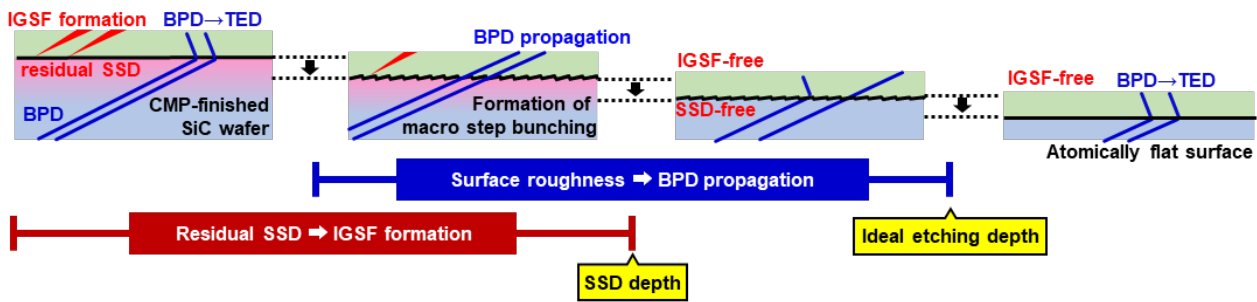 IGSF formation
BPD→TED
residual SSD
BPD
CMP-finished
SiC wafer
BPD propagation
Formation of
macro step bunching
IGSF-free
SSD-free
IGSF-free
BPD→TED
Atomically flat surface
Surface roughness ➡ BPD propagation
Residual SSD ➡ IGSF formation
SSD depth
Ideal etching depth